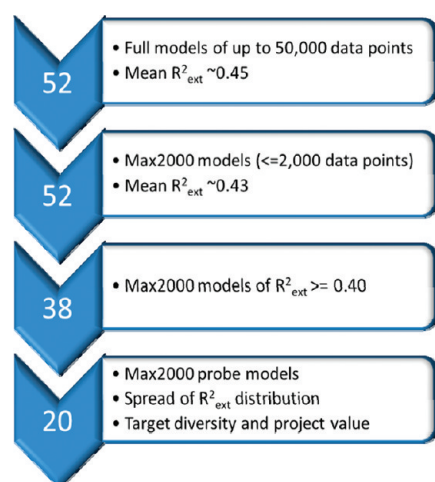 52
• Full models of up to 50,000 data points
• Mean R²ext ~0.45
52
• Max2000 models (<=2,000 data points)
• Mean R²ext ~0.43
38
• Max2000 models of R²ext >= 0.40
20
• Max2000 probe models
• Spread of R²ext distribution
• Target diversity and project value